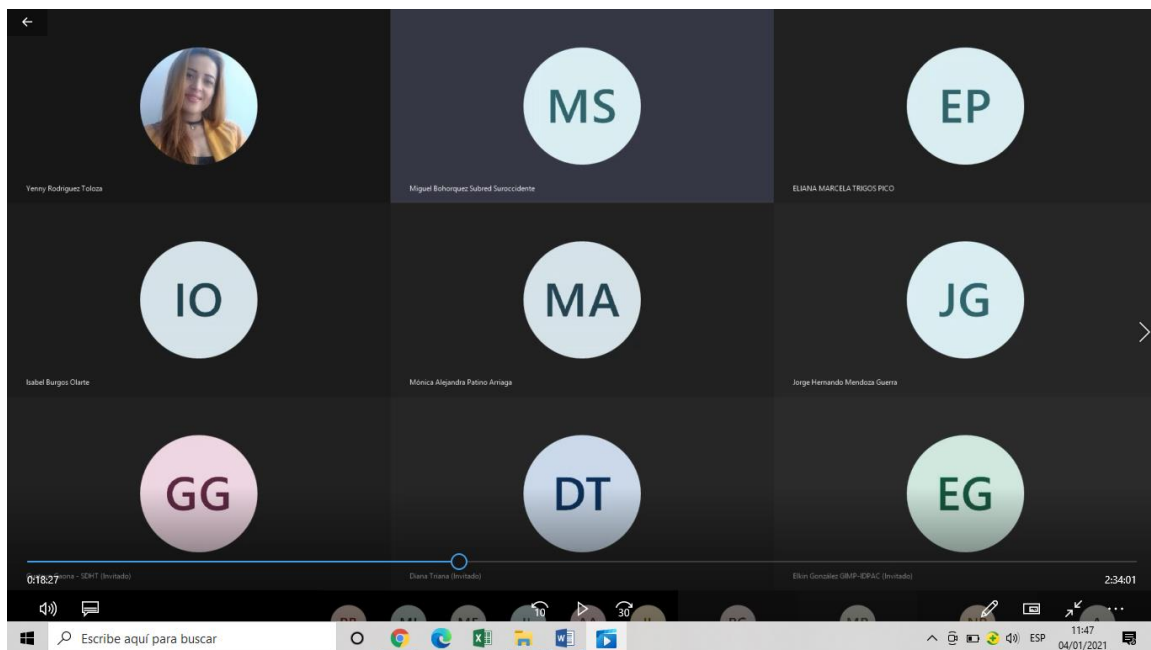 MS
EP
Yenny Rodriguez Toloza
Miguel Bohorquez Subred Suroccidente
ELIANA MARCELA TRIGOS PICO
IO
MA
JG
Isabel Burgos Olarte
Mónica Alejandra Patino Arriaga
Jorge Hernando Mendoza Guerra
GG
DT
EG
0:18:27
- SDHT (Invitado)
Diana Triana (Invitado)
Elkin González GIMP-IDPAC (Invitado)
2:34:01
10
30
Escribe aquí para buscar
ESP
11:47
04/01/2021